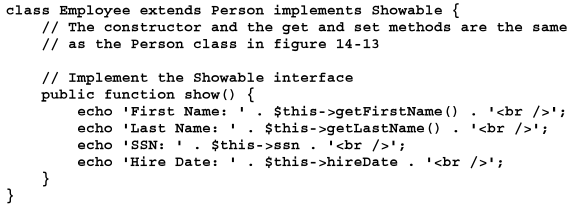 class Employee extends Person implements Showable {
    // The constructor and the get and set methods are the same
    // as the Person class in figure 14-13

    // Implement the Showable interface
    public function show() {
        echo 'First Name: ' . $this->getFirstName() . '<br />';
        echo 'Last Name: ' . $this->getLastName() . '<br />';
        echo 'SSN: ' . $this->ssn . '<br />';
        echo 'Hire Date: ' . $this->hireDate . '<br />';
    }
}